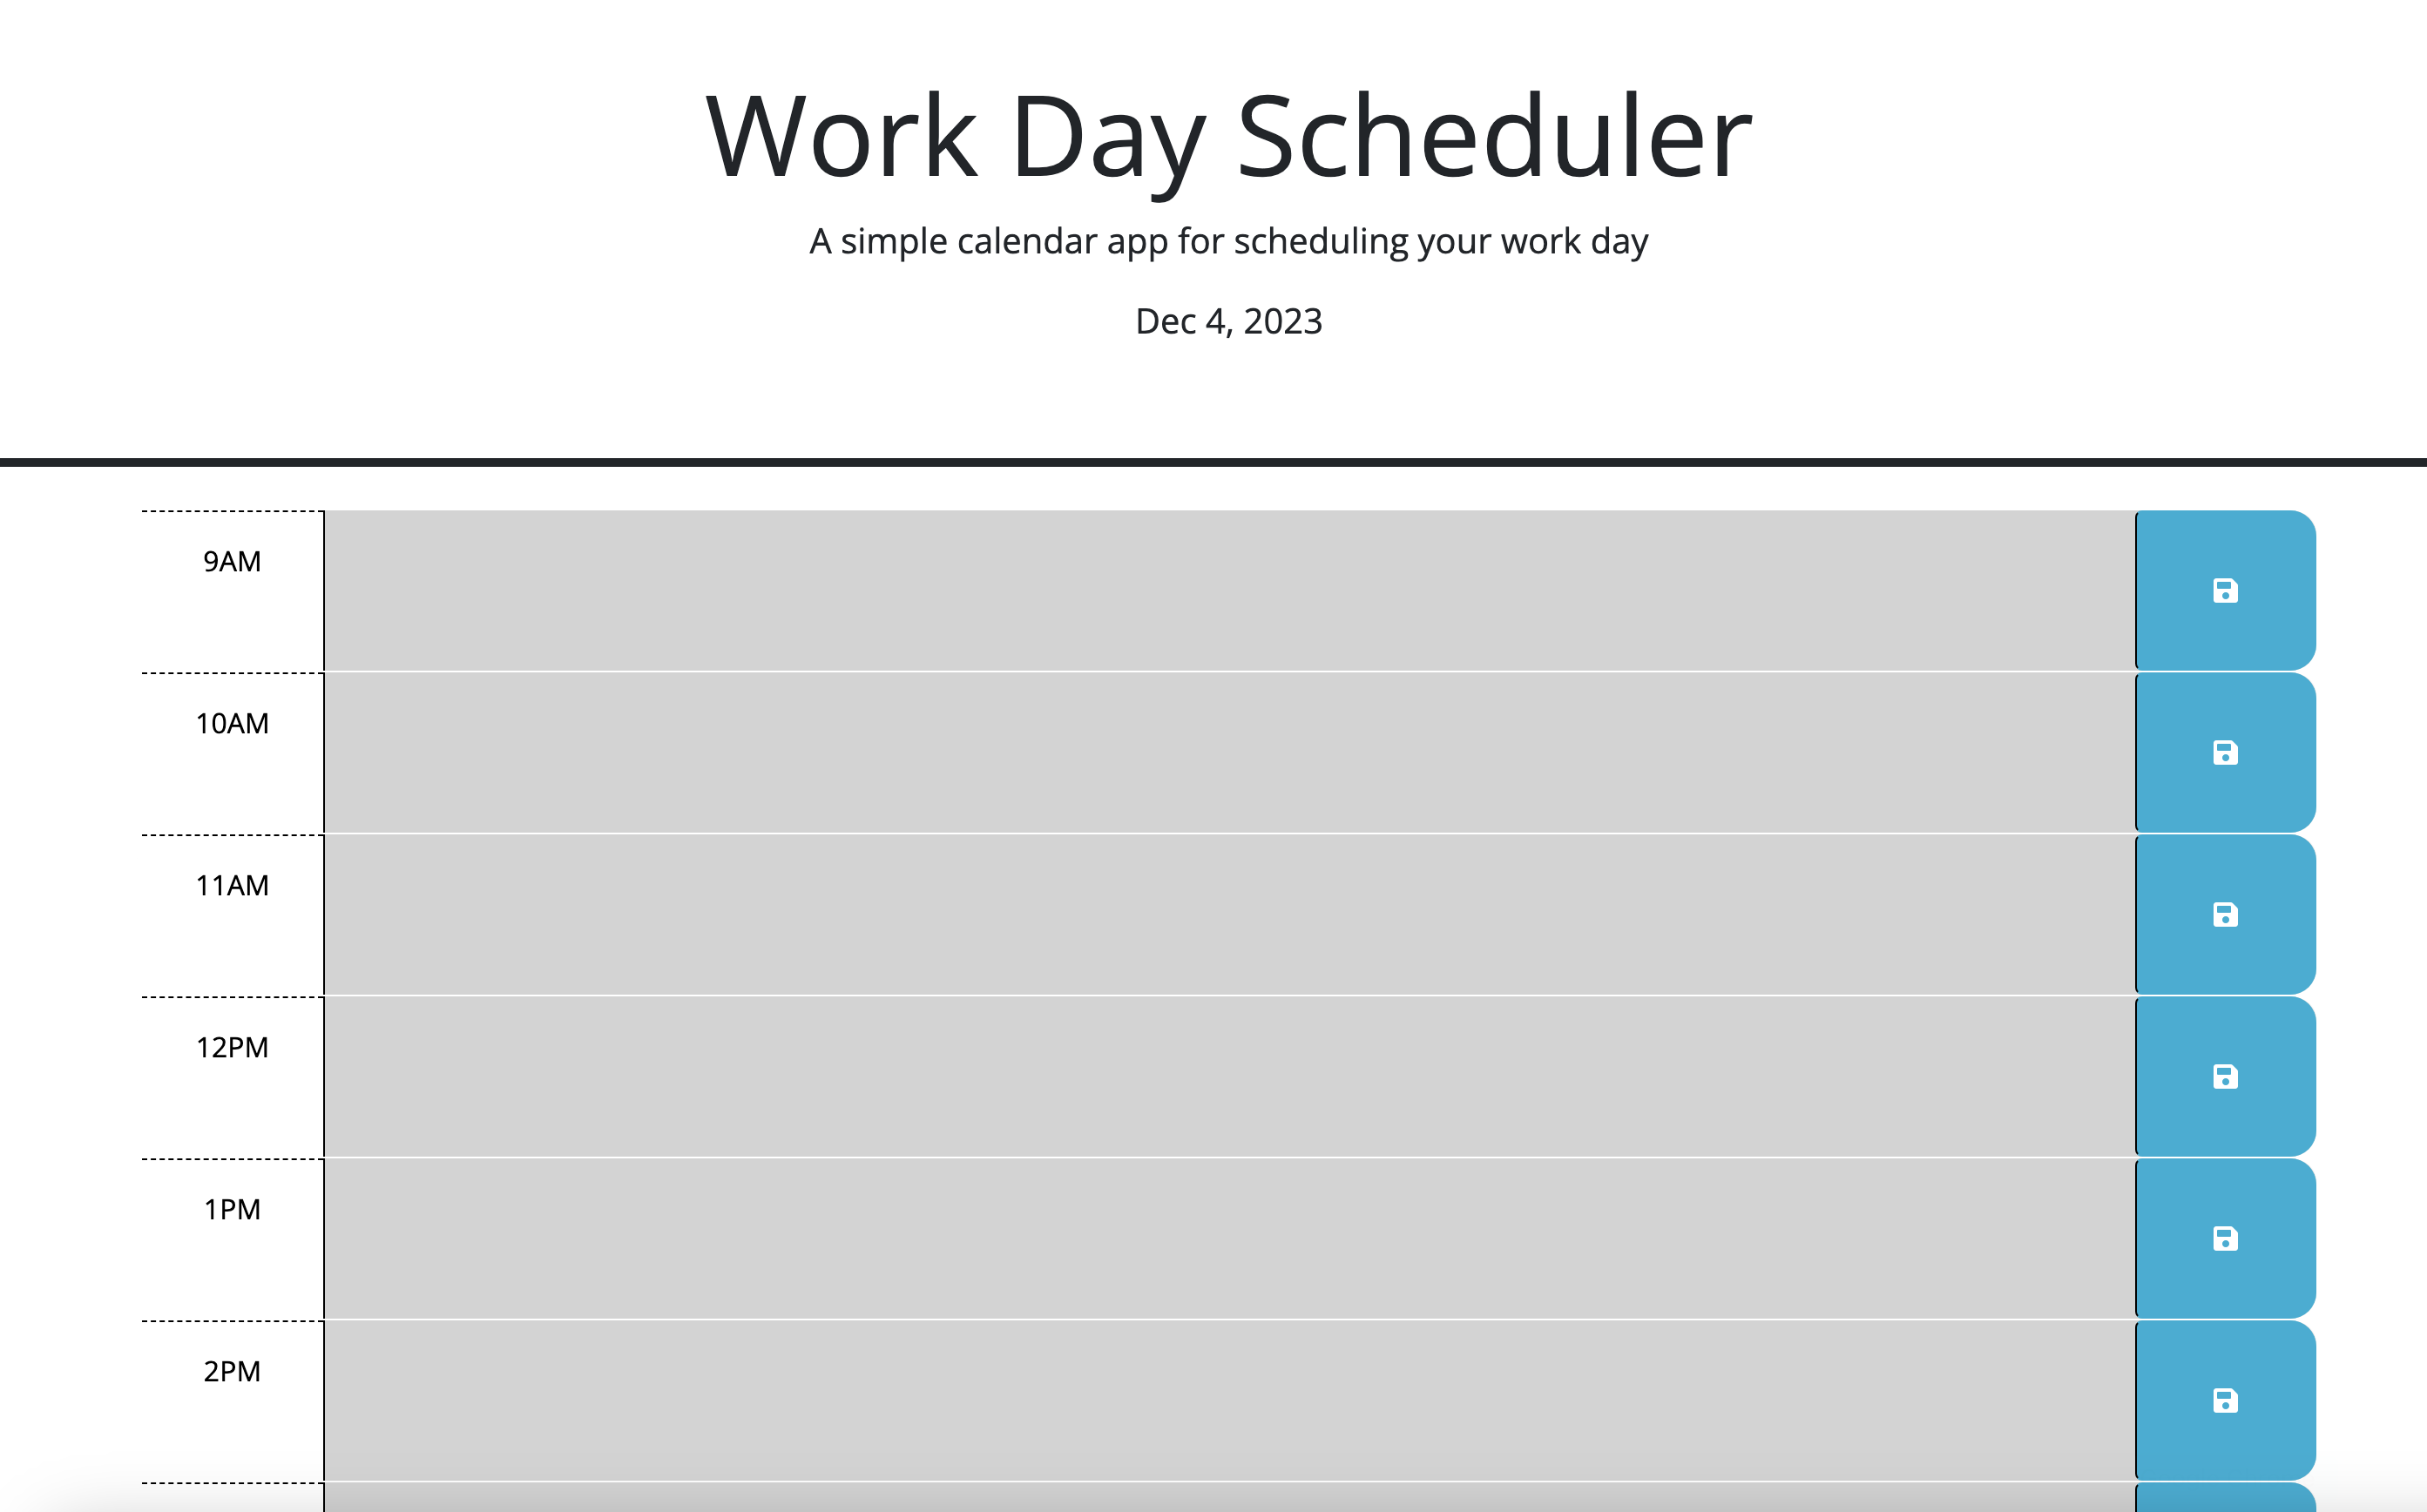 Work Day Scheduler
A simple calendar app for scheduling your work day
Dec 4, 2023
9AM
10AM
11AM
12PM
1PM
2PM